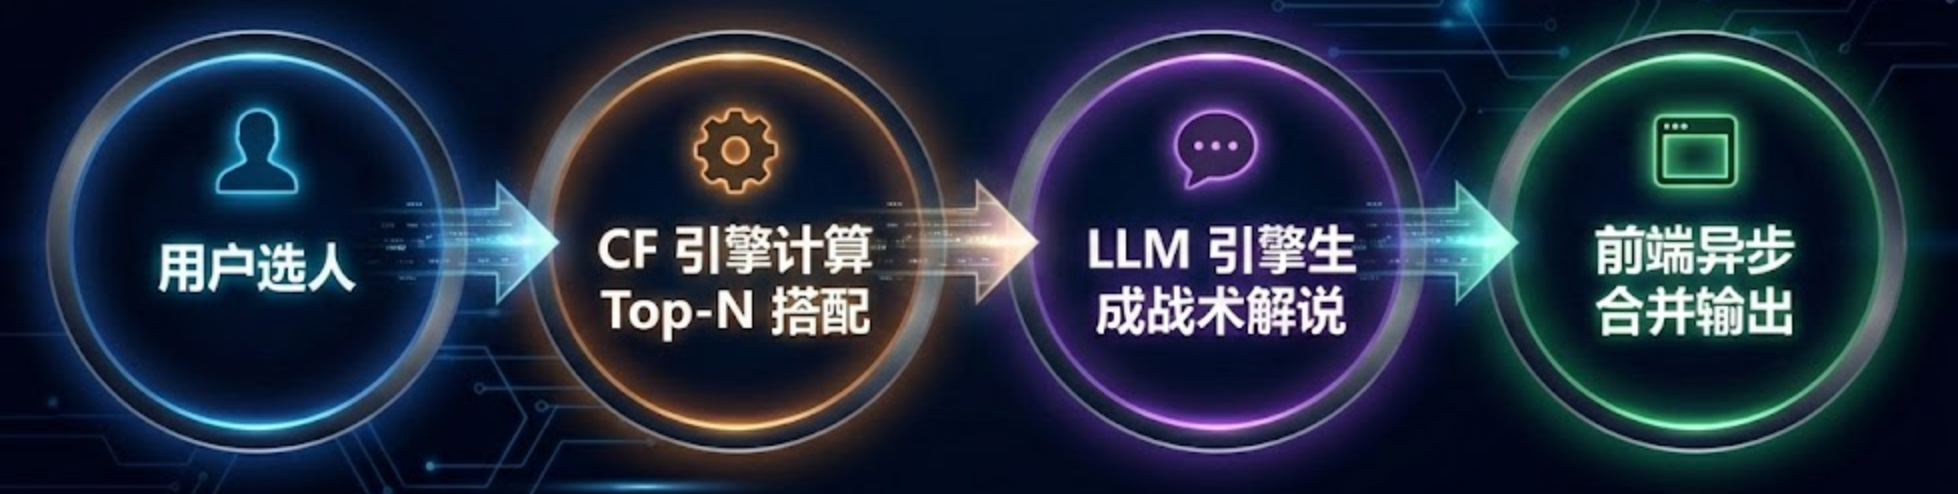 用户选人
CF 引擎计算
Top-N 搭配
LLM 引擎生
成战术解说
前端异步
合并输出